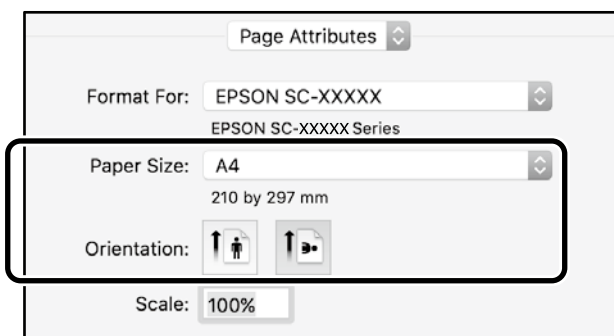 Page Attributes
Format For: EPSON SC-XXXXX
EPSON SC-XXXXX Series
Paper Size: A4
210 by 297 mm
Orientation:
Scale: 100%